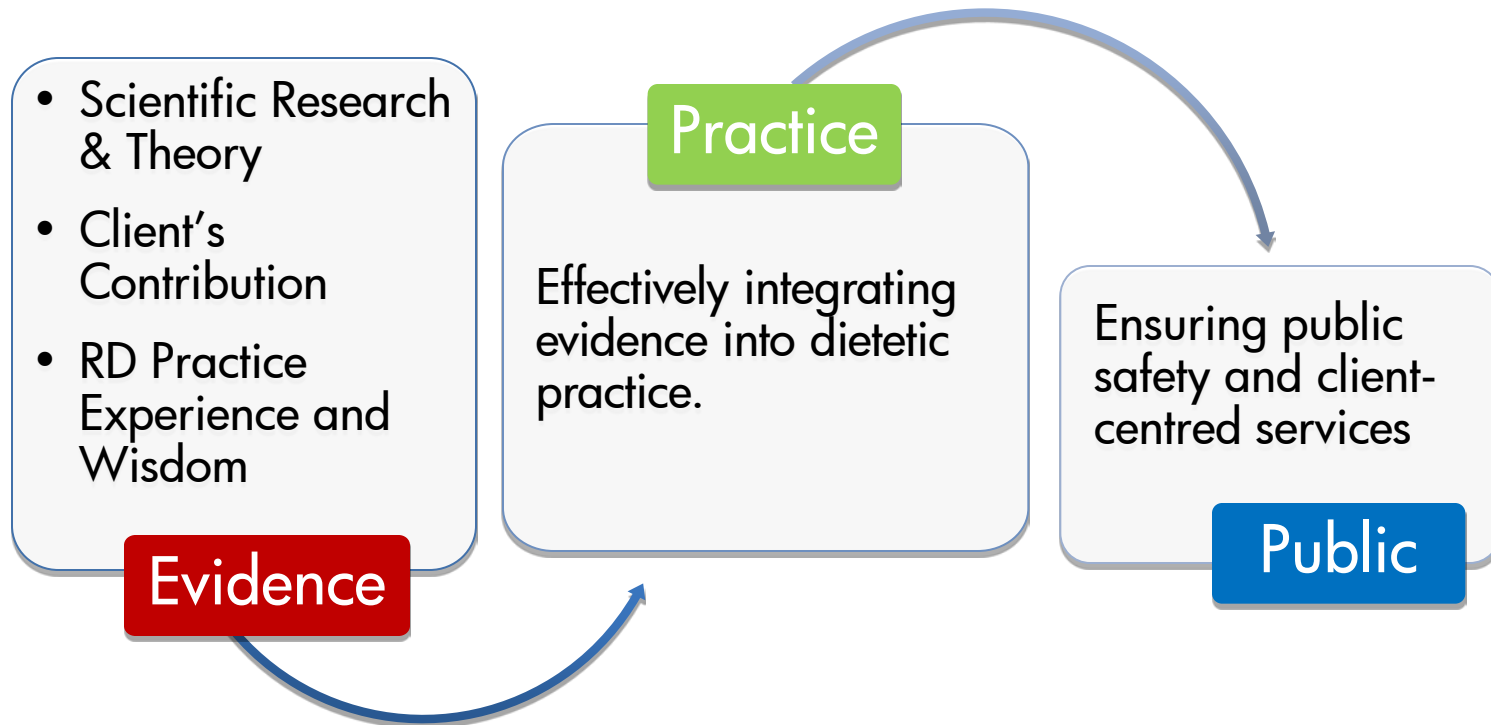 • Scientific Research
& Theory
• Client's
Contribution
• RD Practice
Experience and
Wisdom
Evidence
Practice
Effectively integrating
evidence into dietetic
practice.
Ensuring public
safety and client-
centred services
Public